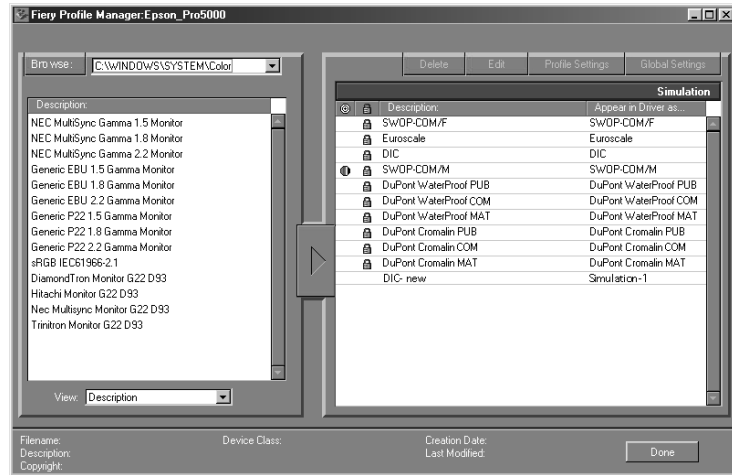 Fiery Profile Manager:Epson_Pro5000
Browse:
C:\WINDOWS\SYSTEM\Color
Description:
NEC MultiSync Gamma 1.5 Monitor
NEC MultiSync Gamma 1.8 Monitor
NEC MultiSync Gamma 2.2 Monitor
Generic EBU 1.5 Gamma Monitor
Generic EBU 1.8 Gamma Monitor
Generic EBU 2.2 Gamma Monitor
Generic P22 1.5 Gamma Monitor
Generic P22 1.8 Gamma Monitor
Generic P22 2.2 Gamma Monitor
sRGB IEC61966-2.1
DiamondTron Monitor G22 D93
Hitachi Monitor G22 D93
Nec Multisync Monitor G22 D93
Trinitron Monitor G22 D93
View: Description
Delete Edit Profile Settings Global Settings
Simulation
Description: Appear in Driver as...
SWOP-COM/F SWOP-COM/F
Euroscale Euroscale
DIC DIC
SWOP-COM/M SWOP-COM/M
DuPont WaterProof PUB DuPont WaterProof PUB
DuPont WaterProof COM DuPont WaterProof COM
DuPont WaterProof MAT DuPont WaterProof MAT
DuPont Cromalin PUB DuPont Cromalin PUB
DuPont Cromalin COM DuPont Cromalin COM
DuPont Cromalin MAT DuPont Cromalin MAT
DIC- new Simulation-1
Filename: Device Class: Creation Date:
Description: Last Modified:
Copyright:
Done